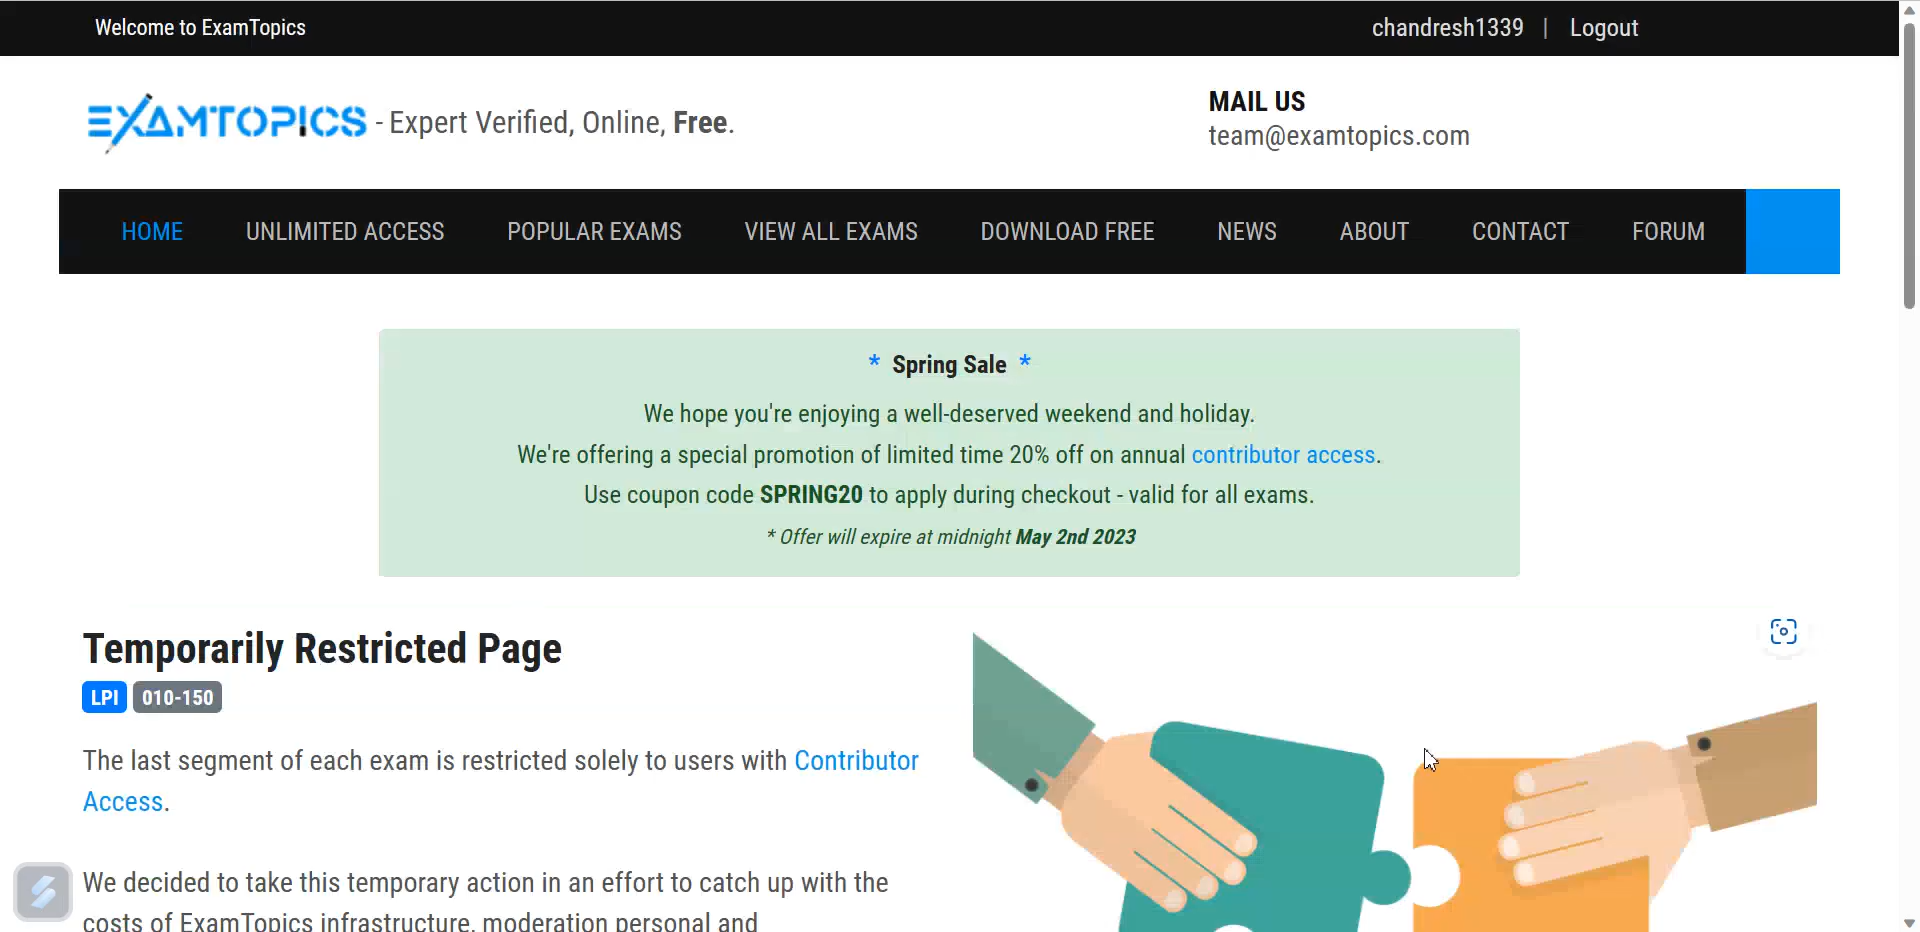 Welcome to ExamTopics
chandresh1339 | Logout
EXAMTOPICS - Expert Verified, Online, Free.
MAIL US
team@examtopics.com
HOME UNLIMITED ACCESS POPULAR EXAMS VIEW ALL EXAMS DOWNLOAD FREE NEWS ABOUT CONTACT FORUM
* Spring Sale *
We hope you're enjoying a well-deserved weekend and holiday.
We're offering a special promotion of limited time 20% off on annual contributor access.
Use coupon code SPRING20 to apply during checkout - valid for all exams.
* Offer will expire at midnight May 2nd 2023
Temporarily Restricted Page
LPI 010-150
The last segment of each exam is restricted solely to users with Contributor
Access.
We decided to take this temporary action in an effort to catch up with the
costs of ExamTopics infrastructure, moderation personal and